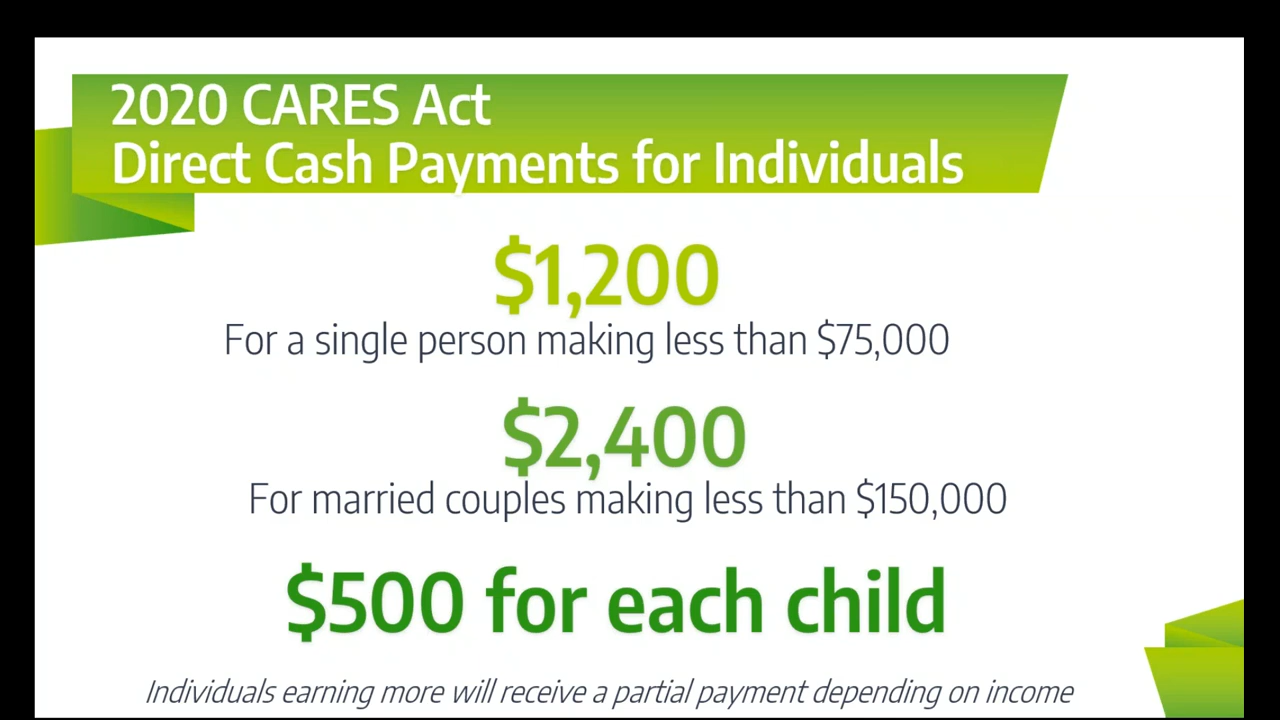 2020 CARES Act
Direct Cash Payments for Individuals
$1,200
For a single person making less than $75,000
$2,400
For married couples making less than $150,000
$500 for each child
Individuals earning more will receive a partial payment depending on income